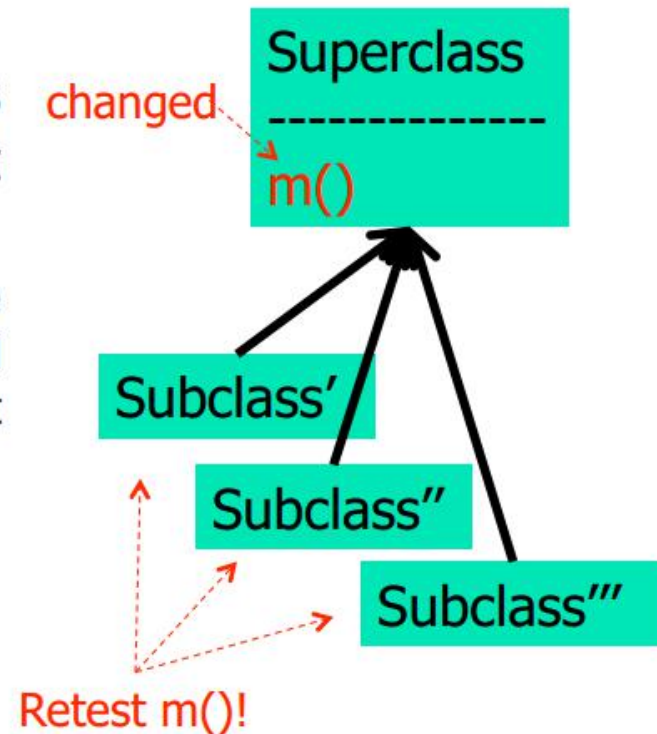 Superclass
changed
--------------
m()
Subclass’
Subclass’’
Subclass’’’
Retest m()!